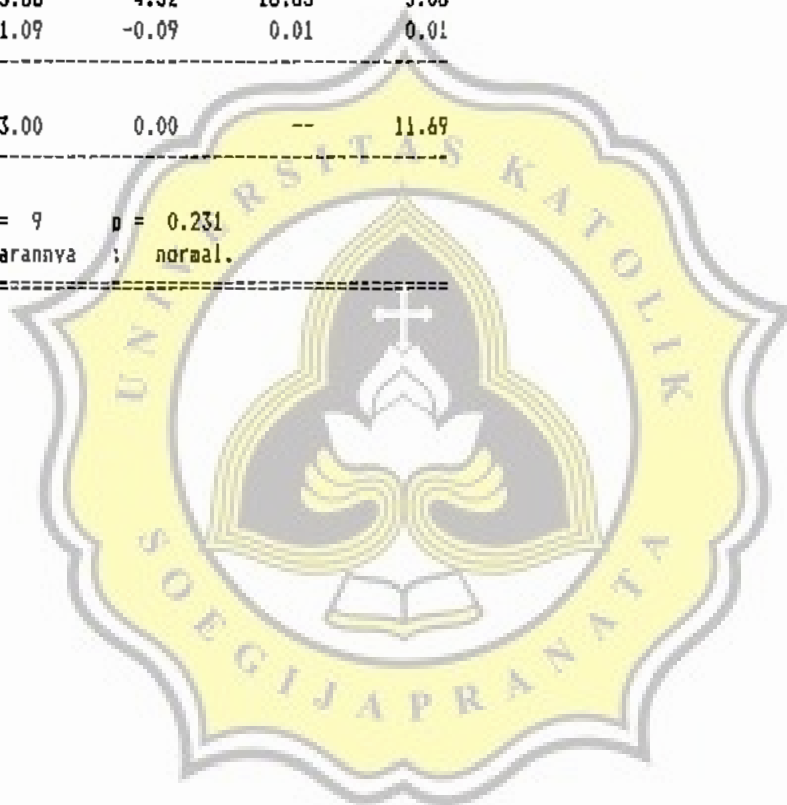 1.09 -0.09 0.01 0.01
3.00 0.00 -- 11.69
= 9 p = 0.231
arannya : normal.
UNIVERSITAS KATOLIK
SOEGIJAPRANATA